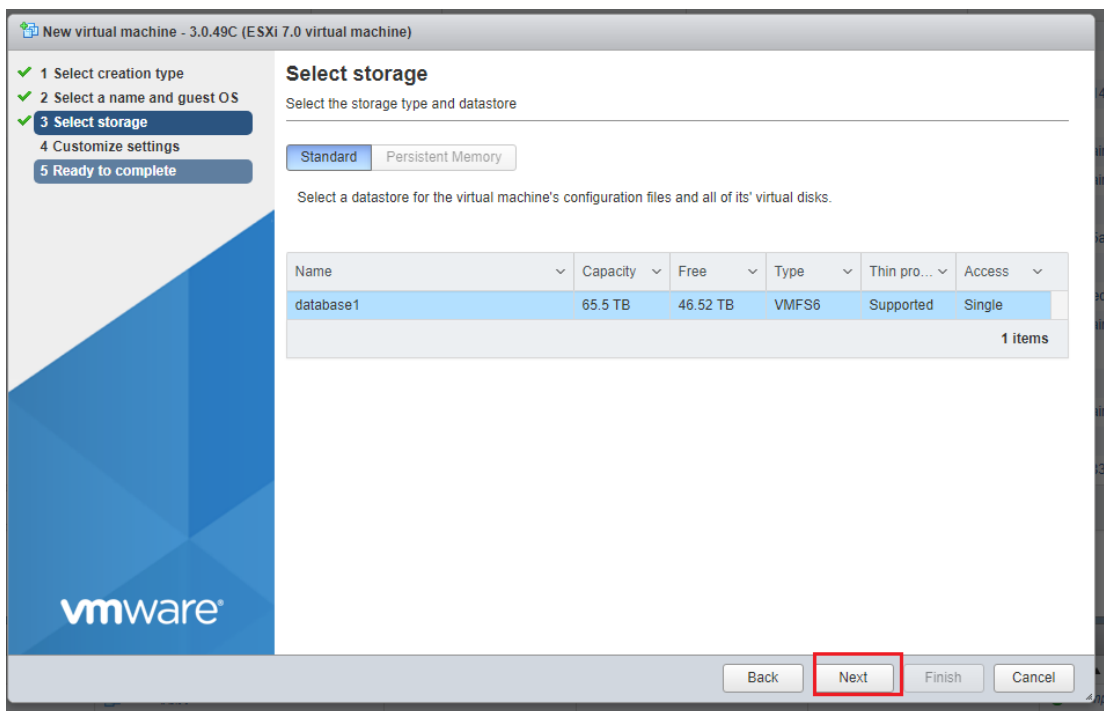 New virtual machine - 3.0.49C (ESXi 7.0 virtual machine)
1 Select creation type
2 Select a name and guest OS
3 Select storage
4 Customize settings
5 Ready to complete
Select storage
Select the storage type and datastore
Standard Persistent Memory
Select a datastore for the virtual machine's configuration files and all of its' virtual disks.
Name Capacity Free Type Thin pro... Access
database1 65.5 TB 46.52 TB VMFS6 Supported Single
1 items
vmware®
Back Next Finish Cancel